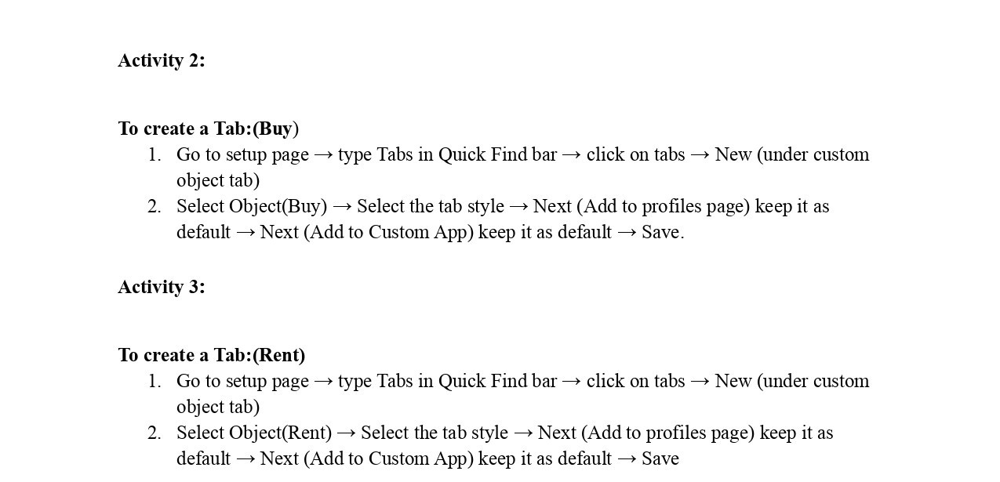 Activity 2:
To create a Tab:(Buy)
1. Go to setup page → type Tabs in Quick Find bar → click on tabs → New (under custom
object tab)
2. Select Object(Buy) → Select the tab style → Next (Add to profiles page) keep it as
default → Next (Add to Custom App) keep it as default → Save.
Activity 3:
To create a Tab:(Rent)
1. Go to setup page → type Tabs in Quick Find bar → click on tabs → New (under custom
object tab)
2. Select Object(Rent) → Select the tab style → Next (Add to profiles page) keep it as
default → Next (Add to Custom App) keep it as default → Save